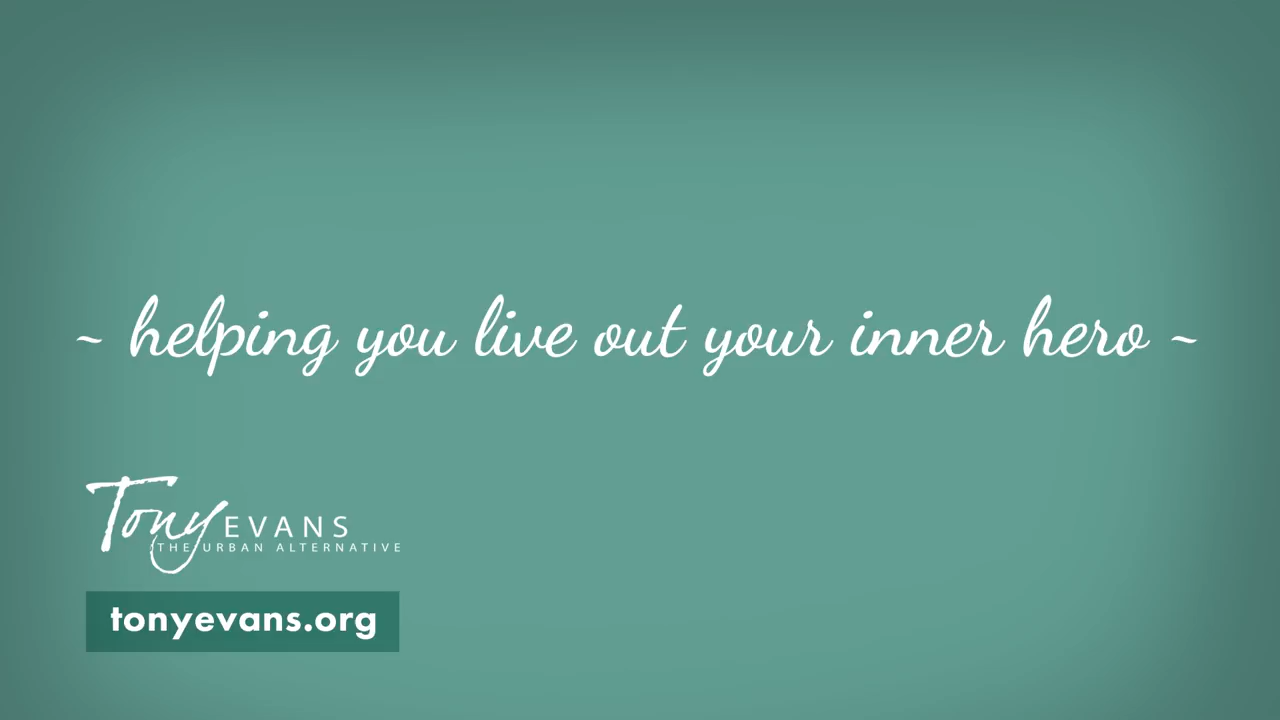 ~ helping you live out your inner hero ~
Tony EVANS
THE URBAN ALTERNATIVE
tonyevans.org